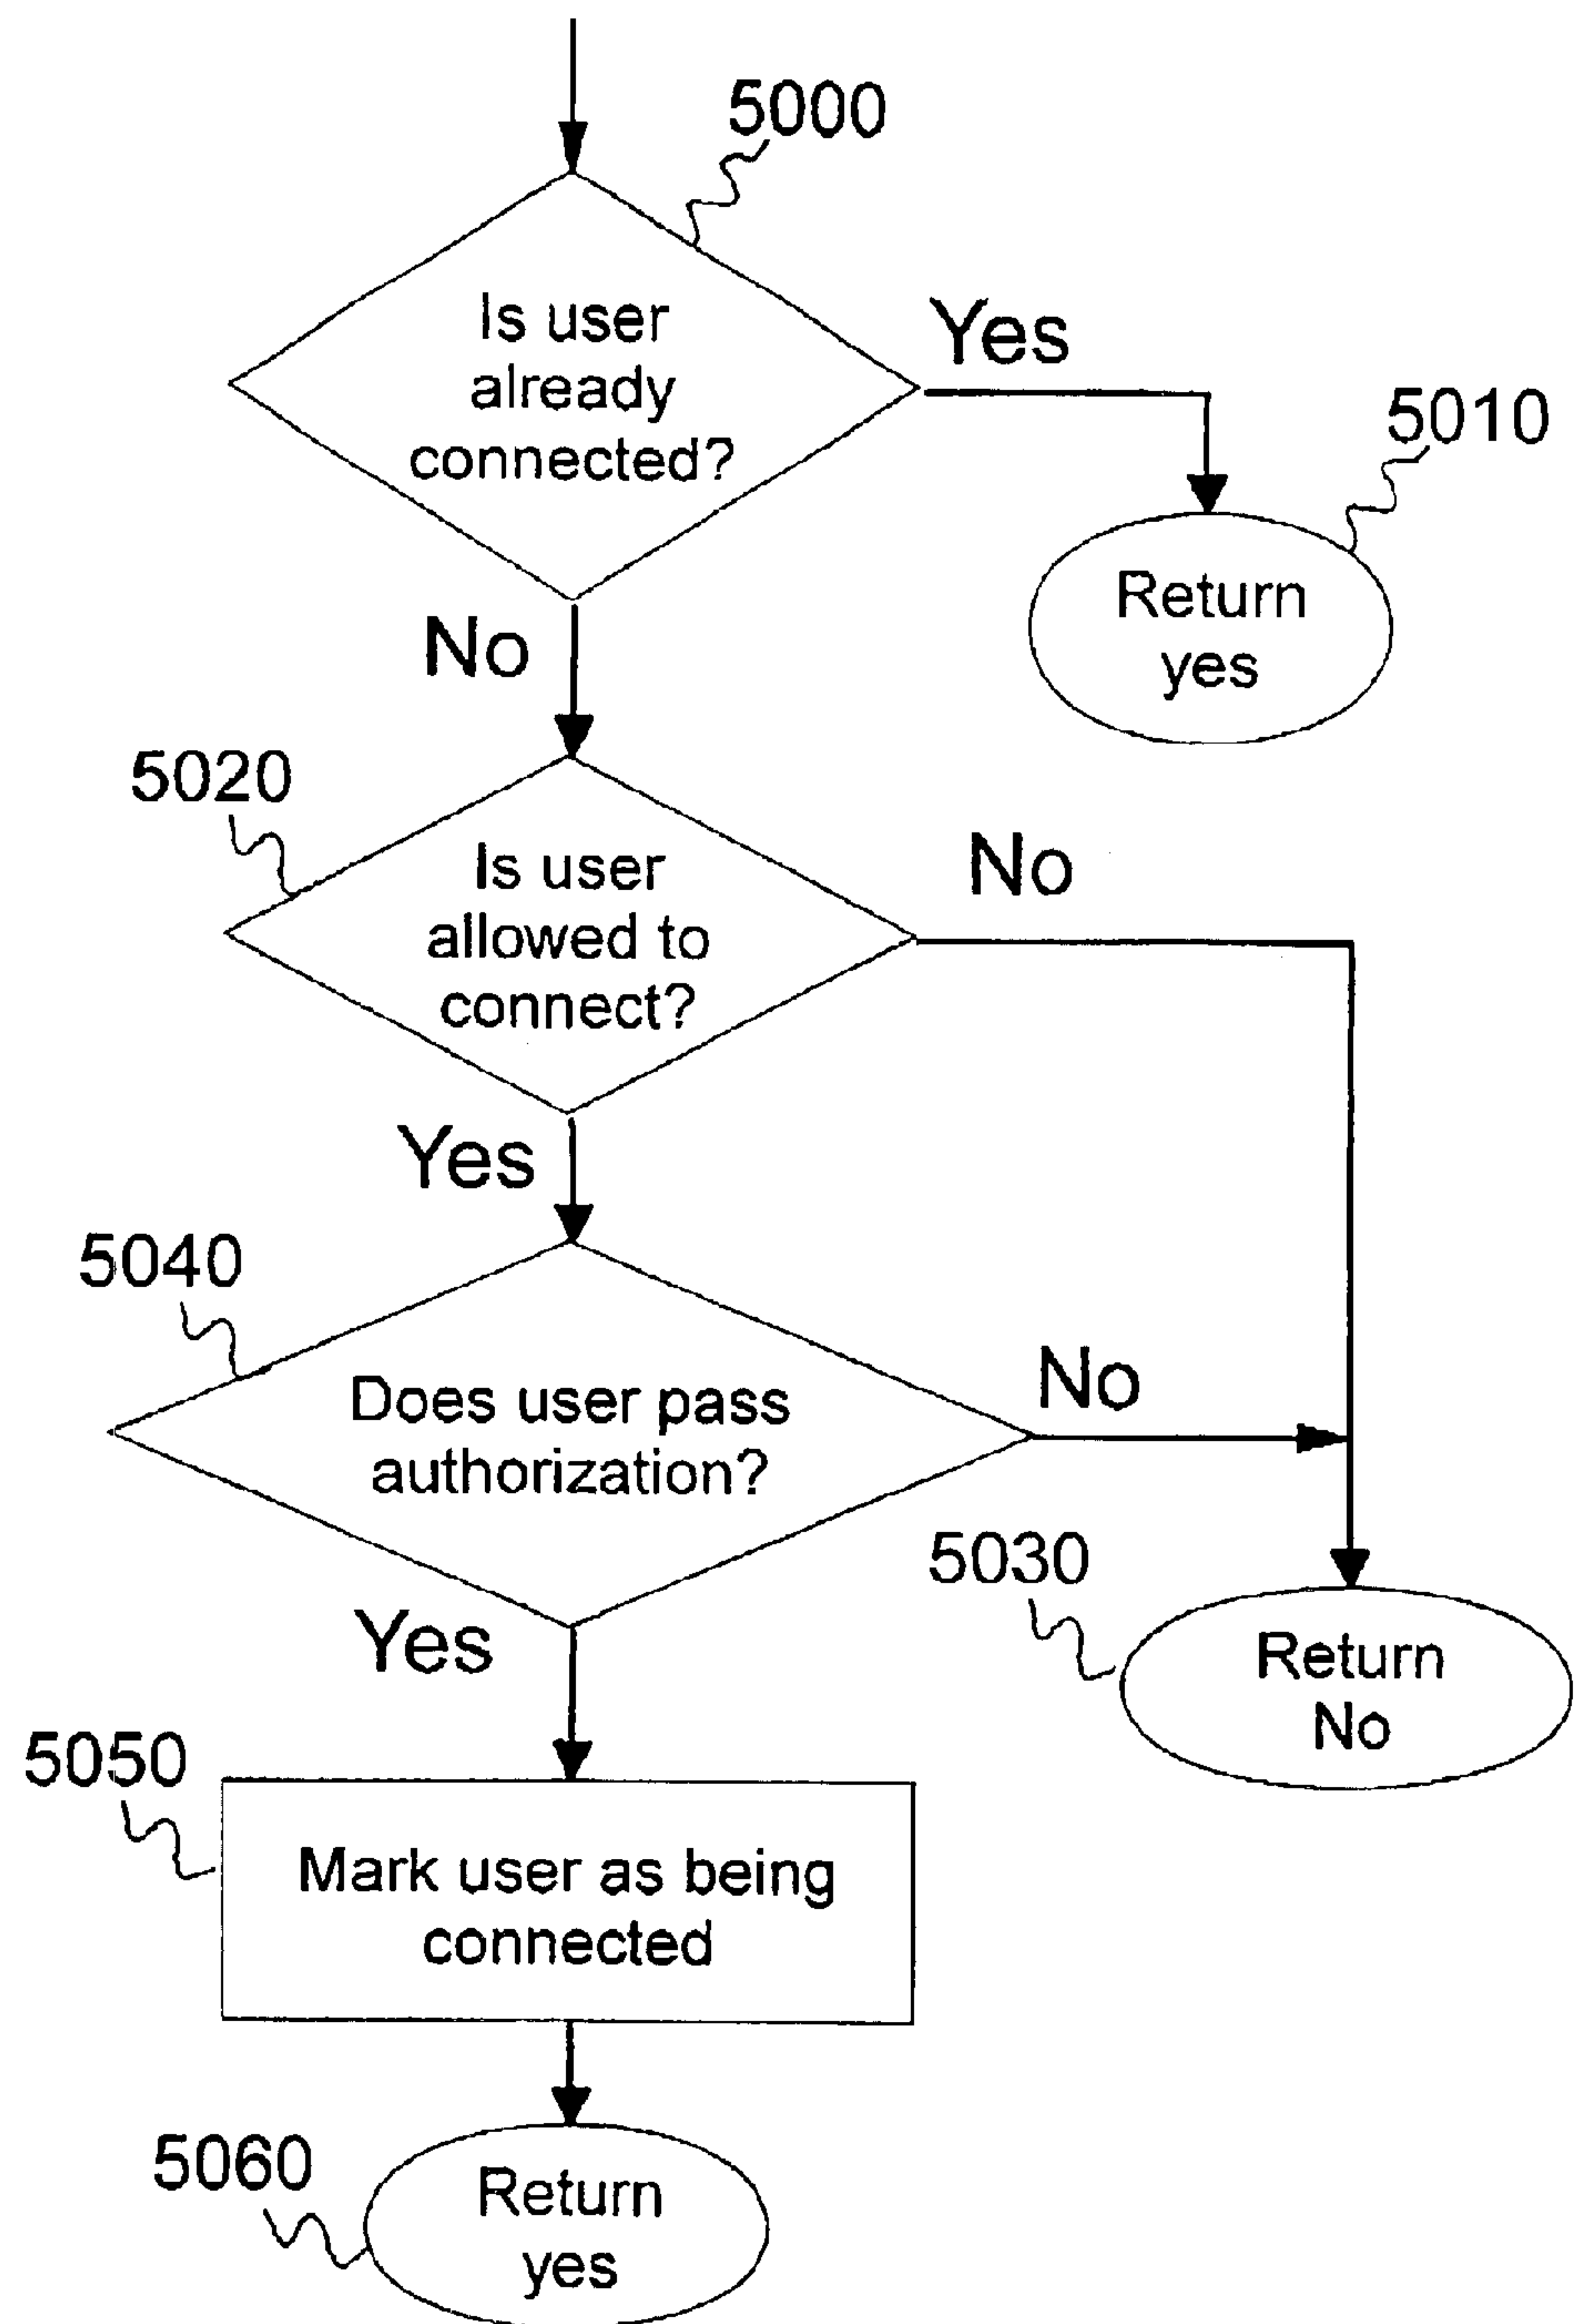 5000
Is user
already
connected?
Yes
5010
Return
yes
No
5020
Is user
allowed to
connect?
No
Yes
5040
Does user pass
authorization?
No
5030
Return
No
Yes
5050
Mark user as being
connected
5060
Return
yes